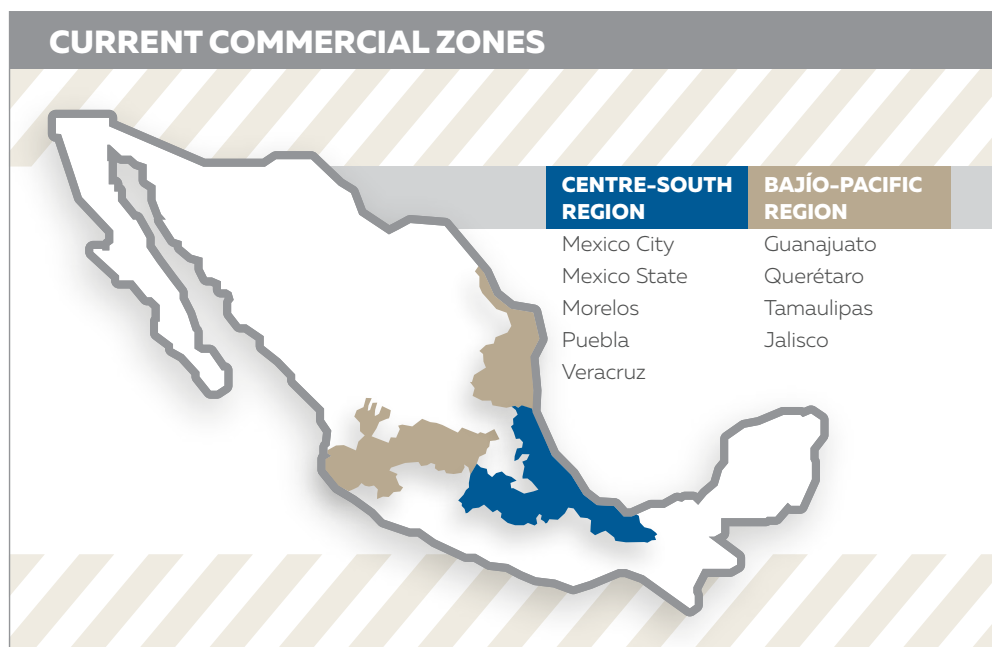 CURRENT COMMERCIAL ZONES
CENTRE-SOUTH
REGION
Mexico City
Mexico State
Morelos
Puebla
Veracruz
BAJÍO-PACIFIC
REGION
Guanajuato
Querétaro
Tamaulipas
Jalisco